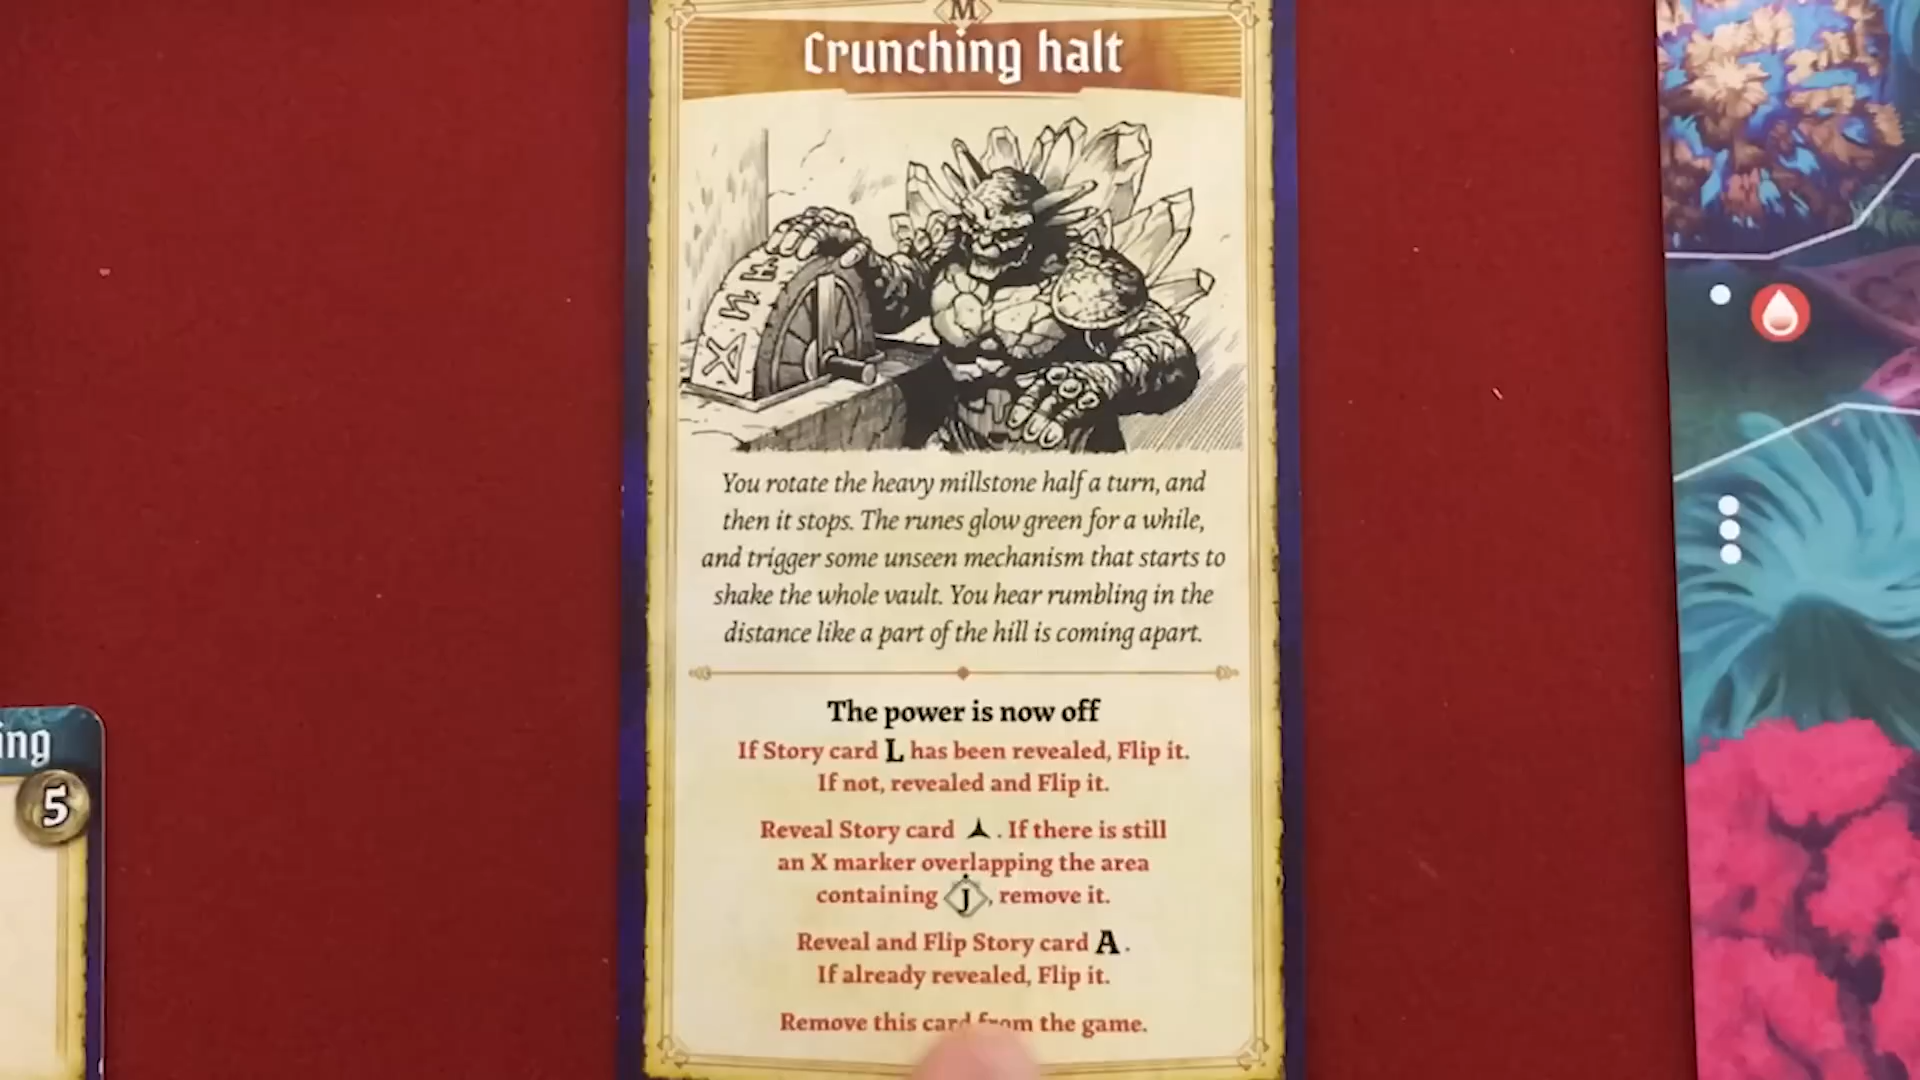 M
Crunching halt
You rotate the heavy millstone half a turn, and
then it stops. The runes glow green for a while,
and trigger some unseen mechanism that starts to
shake the whole vault. You hear rumbling in the
distance like a part of the hill is coming apart.
The power is now off
If Story card L has been revealed, Flip it.
If not, revealed and Flip it.
Reveal Story card . If there is still
an X marker overlapping the area
containing J, remove it.
Reveal and Flip Story card A.
If already revealed, Flip it.
Remove this card from the game.
ing
5